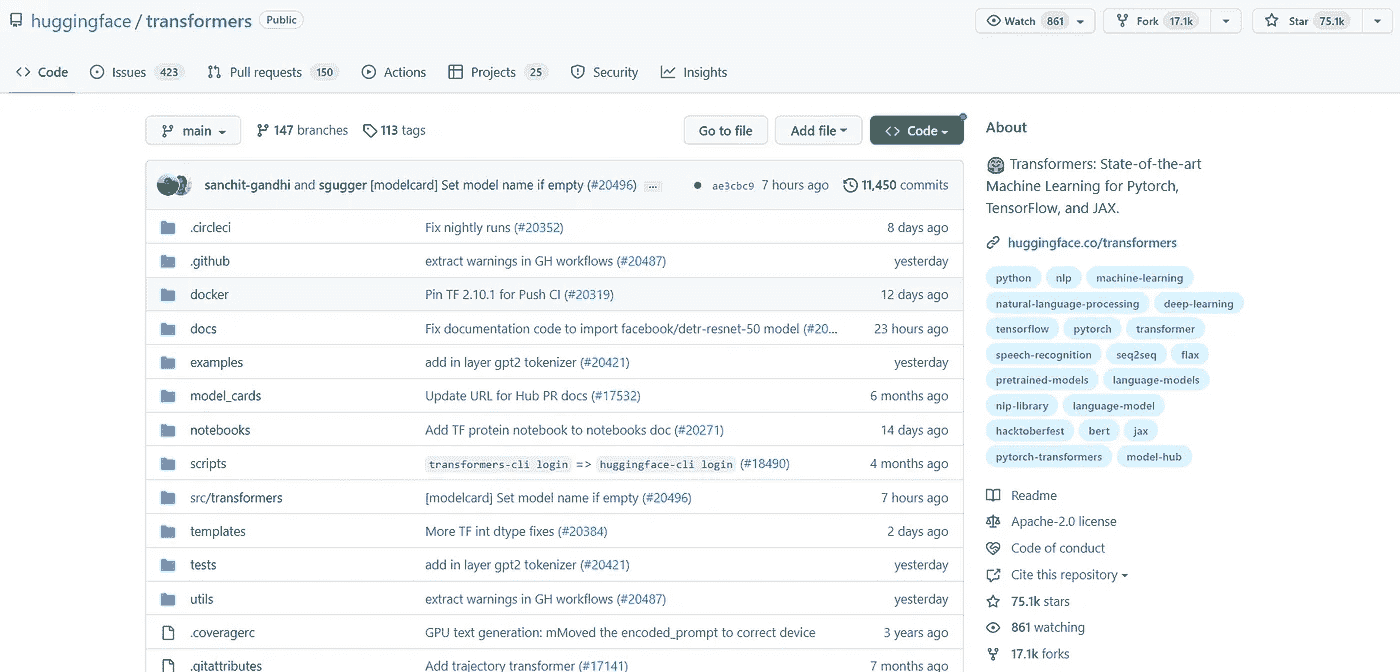 huggingface / transformers Public
Watch 861 Fork 17.1k Star 75.1k
Code Issues 423 Pull requests 150 Actions Projects 25 Security Insights
main 147 branches 113 tags Go to file Add file Code
sanchit-gandhi and sgugger [modelcard] Set model name if empty (#20496) ... ae3cbc9 7 hours ago 11,450 commits
.circleci Fix nightly runs (#20352) 8 days ago
.github extract warnings in GH workflows (#20487) yesterday
docker Pin TF 2.10.1 for Push CI (#20319) 12 days ago
docs Fix documentation code to import facebook/detr-resnet-50 model (#20... 23 hours ago
examples add in layer gpt2 tokenizer (#20421) yesterday
model_cards Update URL for Hub PR docs (#17532) 6 months ago
notebooks Add TF protein notebook to notebooks doc (#20271) 14 days ago
scripts transformers-cli login => huggingface-cli login (#18490) 4 months ago
src/transformers [modelcard] Set model name if empty (#20496) 7 hours ago
templates More TF int dtype fixes (#20384) 2 days ago
tests add in layer gpt2 tokenizer (#20421) yesterday
utils extract warnings in GH workflows (#20487) yesterday
.coveragerc GPU text generation: mMoved the encoded_prompt to correct device 3 years ago
.gitattributes Add trajectory transformer (#17141) 7 months ago
About
Transformers: State-of-the-art
Machine Learning for Pytorch,
TensorFlow, and JAX.
huggingface.co/transformers
python nlp machine-learning
natural-language-processing deep-learning
tensorflow pytorch transformer
speech-recognition seq2seq flax
pretrained-models language-models
nlp-library language-model
hacktoberfest bert jax
pytorch-transformers model-hub
Readme
Apache-2.0 license
Code of conduct
Cite this repository
75.1k stars
861 watching
17.1k forks